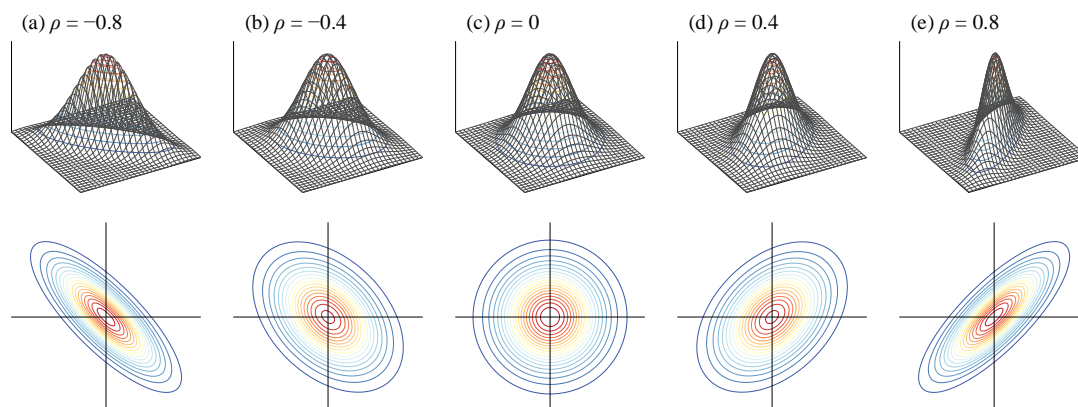 (a) ρ = −0.8
(b) ρ = −0.4
(c) ρ = 0
(d) ρ = 0.4
(e) ρ = 0.8